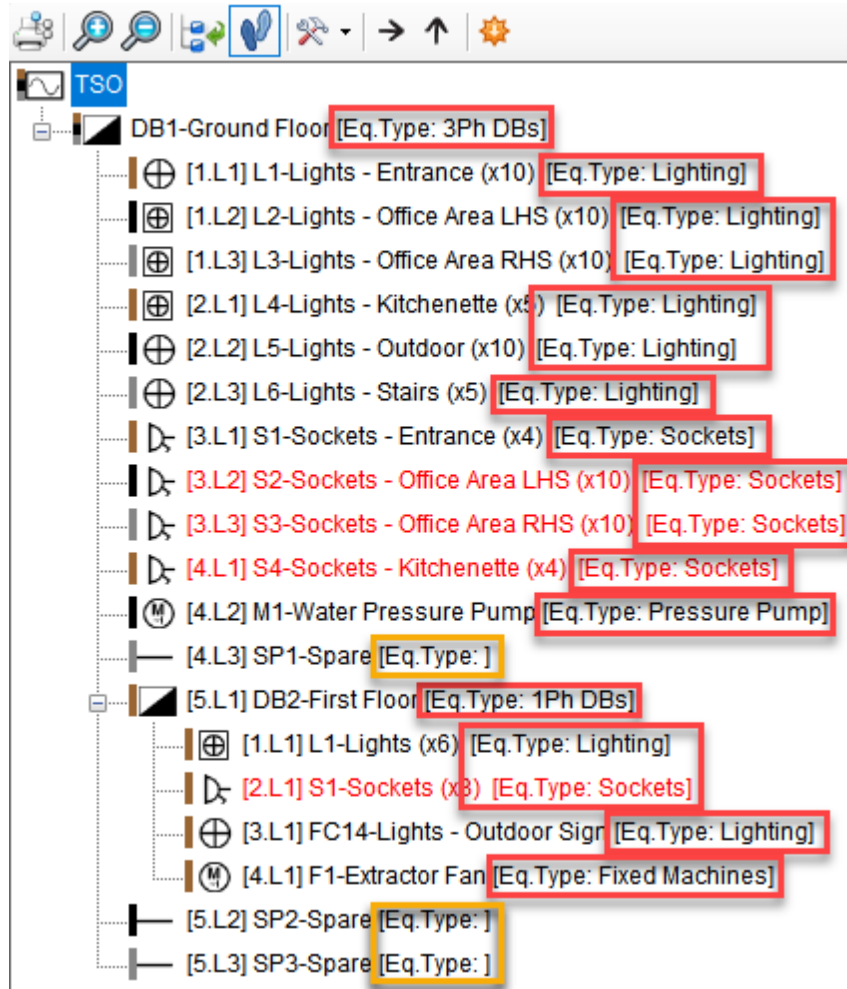 TSO
DB1-Ground Floor [Eq.Type: 3Ph DBs]
[1.L1] L1-Lights - Entrance (x10) [Eq.Type: Lighting]
[1.L2] L2-Lights - Office Area LHS (x10) [Eq.Type: Lighting]
[1.L3] L3-Lights - Office Area RHS (x10) [Eq.Type: Lighting]
[2.L1] L4-Lights - Kitchenette (x5) [Eq.Type: Lighting]
[2.L2] L5-Lights - Outdoor (x10) [Eq.Type: Lighting]
[2.L3] L6-Lights - Stairs (x5) [Eq.Type: Lighting]
[3.L1] S1-Sockets - Entrance (x4) [Eq.Type: Sockets]
[3.L2] S2-Sockets - Office Area LHS (x10) [Eq.Type: Sockets]
[3.L3] S3-Sockets - Office Area RHS (x10) [Eq.Type: Sockets]
[4.L1] S4-Sockets - Kitchenette (x4) [Eq.Type: Sockets]
[4.L2] M1-Water Pressure Pump [Eq.Type: Pressure Pump]
[4.L3] SP1-Spare [Eq.Type: ]
[5.L1] DB2-First Floor [Eq.Type: 1Ph DBs]
[1.L1] L1-Lights (x6) [Eq.Type: Lighting]
[2.L1] S1-Sockets (x8) [Eq.Type: Sockets]
[3.L1] FC14-Lights - Outdoor Sign [Eq.Type: Lighting]
[4.L1] F1-Extractor Fan [Eq.Type: Fixed Machines]
[5.L2] SP2-Spare [Eq.Type: ]
[5.L3] SP3-Spare [Eq.Type: ]